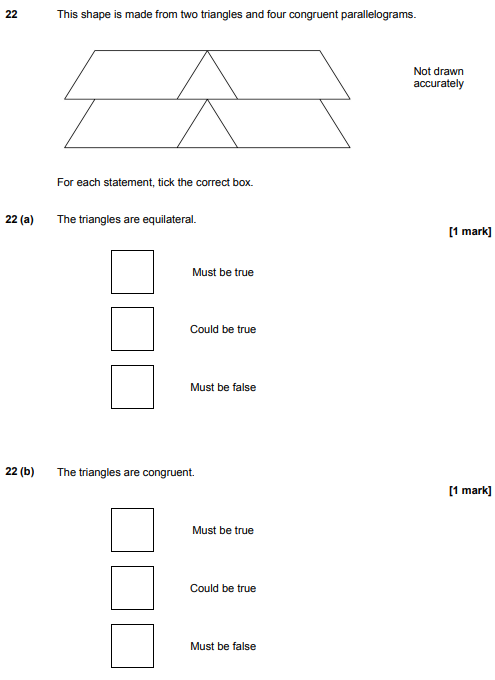 22 This shape is made from two triangles and four congruent parallelograms.
Not drawn
accurately
For each statement, tick the correct box.
22 (a) The triangles are equilateral.
[1 mark]
Must be true
Could be true
Must be false
22 (b) The triangles are congruent.
[1 mark]
Must be true
Could be true
Must be false